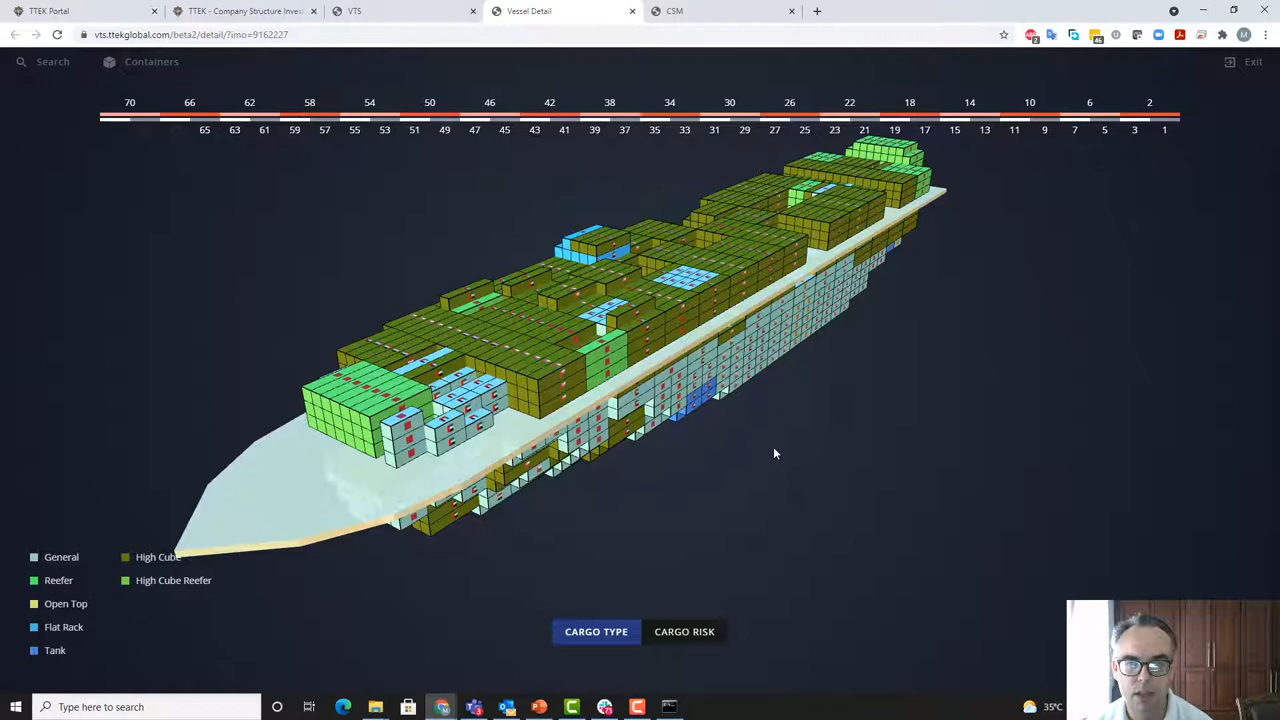 TTEK Portal
TTEK - Company Structure Inves
VTS
Vessel Detail
CSM
vts.ttekglobal.com/beta2/detail/?imo=9162227
2
46
M
Search
Containers
Exit
70 66 62 58 54 50 46 42 38 34 30 26 22 18 14 10 6 2
65 63 61 59 57 55 53 51 49 47 45 43 41 39 37 35 33 31 29 27 25 23 21 19 17 15 13 11 9 7 5 3 1
General
High Cube
Reefer
High Cube Reefer
Open Top
Flat Rack
Tank
CARGO TYPE
CARGO RISK
Type here to search
35°C